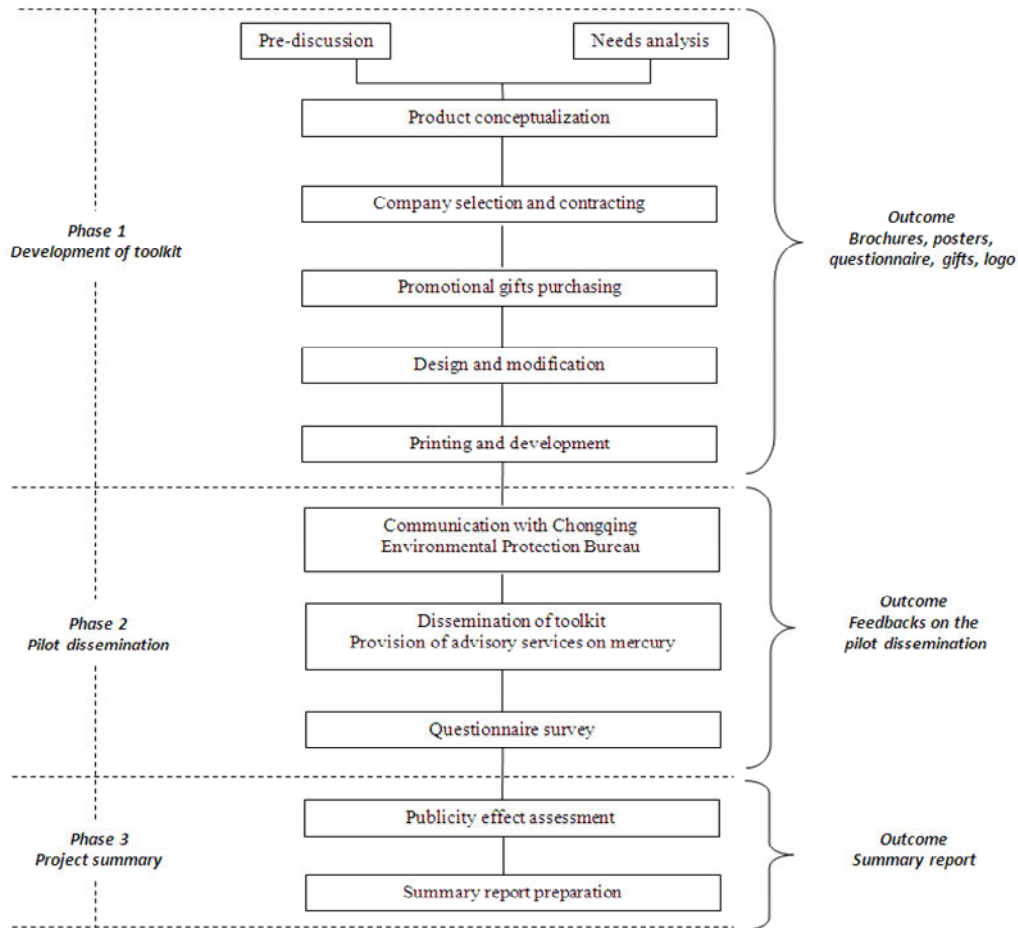 Pre-discussion
Needs analysis
Product conceptualization
Company selection and contracting
Phase 1
Development of toolkit
Outcome
Brochures, posters,
questionnaire, gifts, logo
Promotional gifts purchasing
Design and modification
Printing and development
Communication with Chongqing
Environmental Protection Bureau
Phase 2
Pilot dissemination
Dissemination of toolkit
Provision of advisory services on mercury
Outcome
Feedbacks on the
pilot dissemination
Questionnaire survey
Publicity effect assessment
Phase 3
Project summary
Outcome
Summary report
Summary report preparation